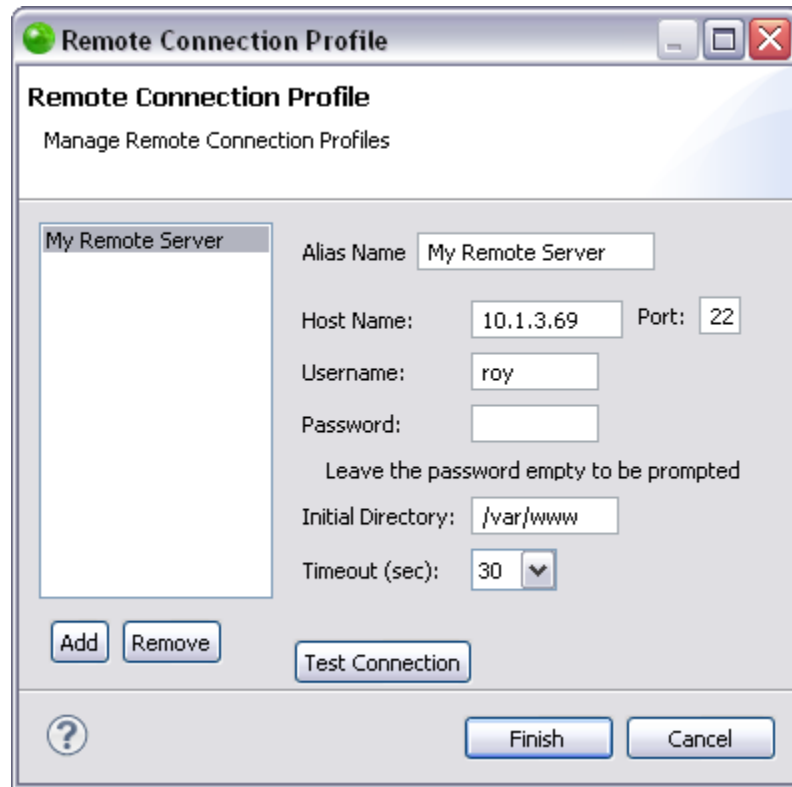 Remote Connection Profile
Remote Connection Profile
Manage Remote Connection Profiles
My Remote Server
Alias Name My Remote Server
Host Name: 10.1.3.69 Port: 22
Username: roy
Password:
Leave the password empty to be prompted
Initial Directory: /var/www
Timeout (sec): 30
Add Remove
Test Connection
? Finish Cancel